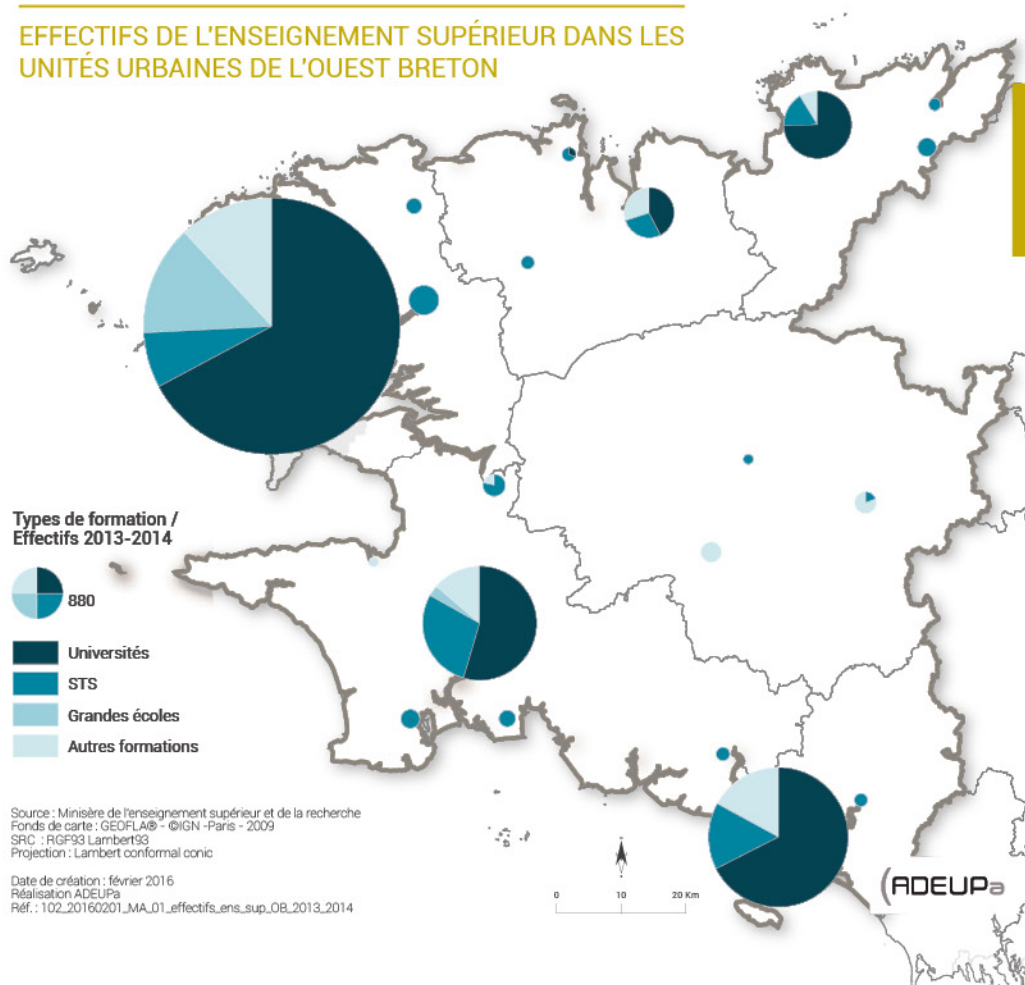 EFFECTIFS DE L'ENSEIGNEMENT SUPÉRIEUR DANS LES
UNITÉS URBAINES DE L'OUEST BRETON
Types de formation /
Effectifs 2013-2014
880
Universités
STS
Grandes écoles
Autres formations
Source : Minisère de l'enseignement supérieur et de la recherche
Fonds de carte : GEOFLA® - ©IGN -Paris - 2009
SRC : RGF93 Lambert93
Projection : Lambert conformal conic
Date de création : février 2016
Réalisation ADEUPa
Réf. : 102_20160201_MA_01_effectifs_ens_sup_OB_2013_2014
0 10 20 Km
ADEUPa